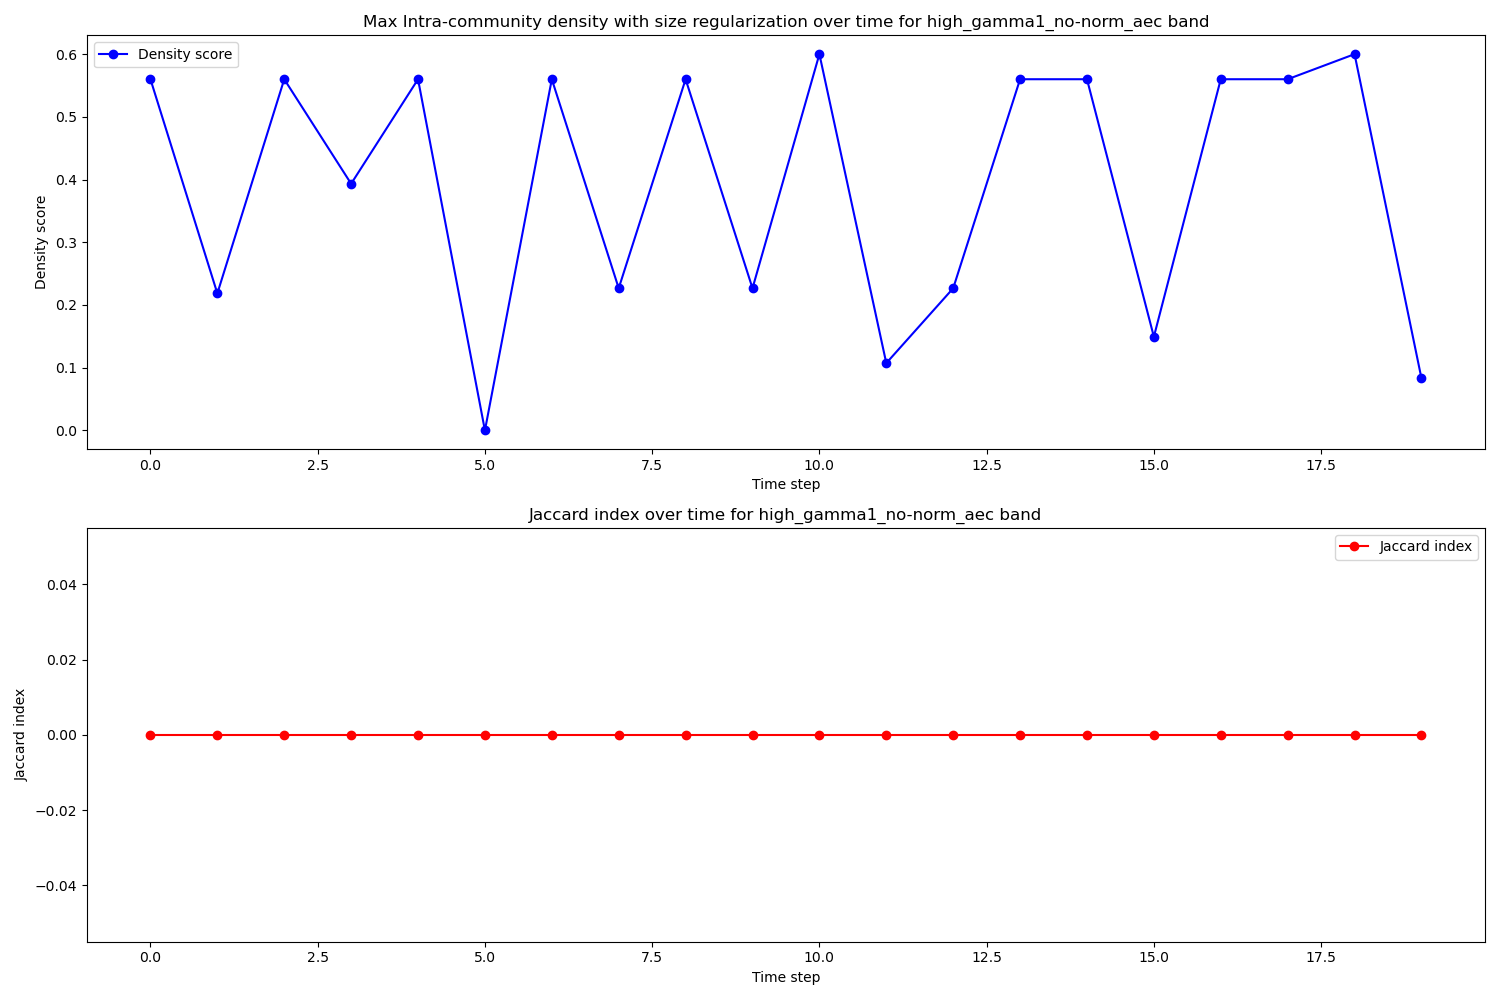 Max Intra-community density with size regularization over time for high_gamma1_no-norm_aec band
Density score
0.6
0.5
0.4
0.3
0.2
0.1
0.0
Density score
0.0 2.5 5.0 7.5 10.0 12.5 15.0 17.5
Time step
Jaccard index over time for high_gamma1_no-norm_aec band
Jaccard index
0.04
0.02
0.00
−0.02
−0.04
Jaccard index
0.0 2.5 5.0 7.5 10.0 12.5 15.0 17.5
Time step